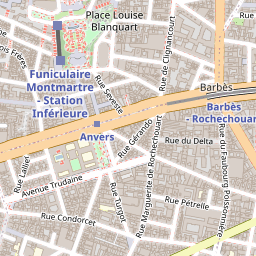 Place Louise
Blanquart
Rue de Clignancourt
Funiculaire
Montmartre
Station
Inférieure
Rue Seveste
Barbès
Barbès
- Rochechouar
Anvers
Rue Gérando
Rue du Delta
Rue Lallier
Avenue Trudaine
Rue Marguerite de Rochechouart
Rue du Faubourg Poissonnière
Rue Turgot
Rue Petrelle
Rue Condorcet